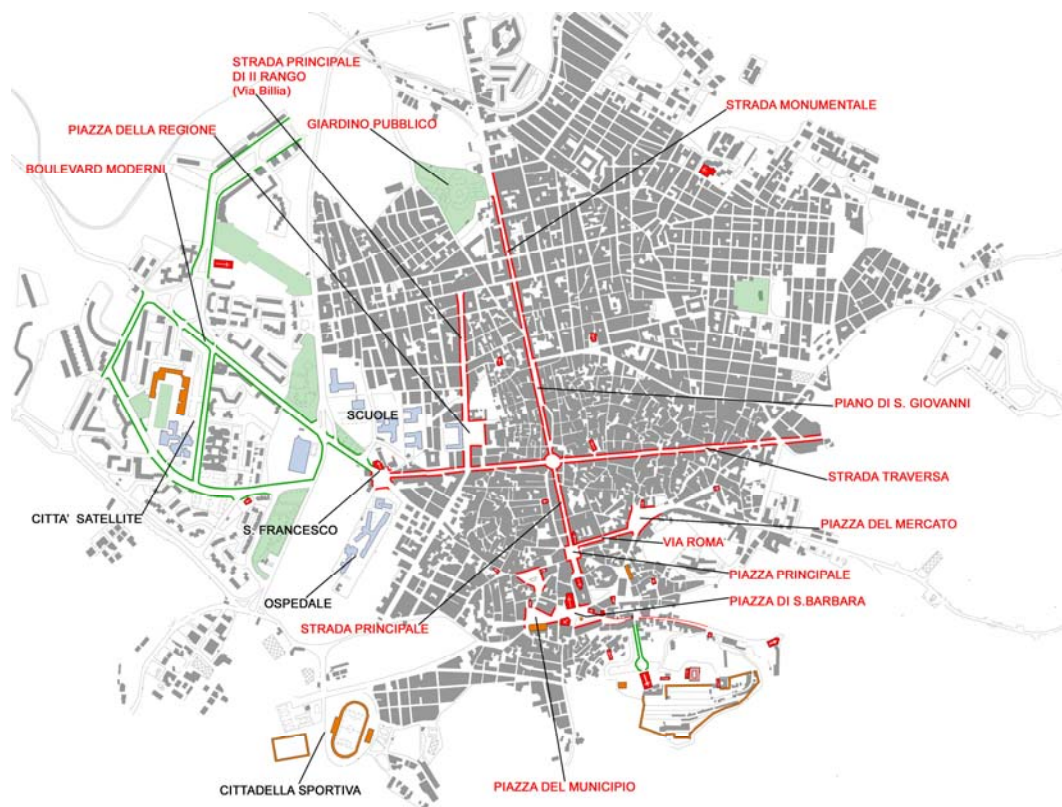 STRADA PRINCIPALE
DI II RANGO
(Via Billia)
PIAZZA DELLA REGIONE
GIARDINO PUBBLICO
STRADA MONUMENTALE
BOULEVARD MODERNI
SCUOLE
PIANO DI S. GIOVANNI
STRADA TRAVERSA
CITTA' SATELLITE
S. FRANCESCO
PIAZZA DEL MERCATO
VIA ROMA
PIAZZA PRINCIPALE
OSPEDALE
PIAZZA DI S.BARBARA
STRADA PRINCIPALE
CITTADELLA SPORTIVA
PIAZZA DEL MUNICIPIO